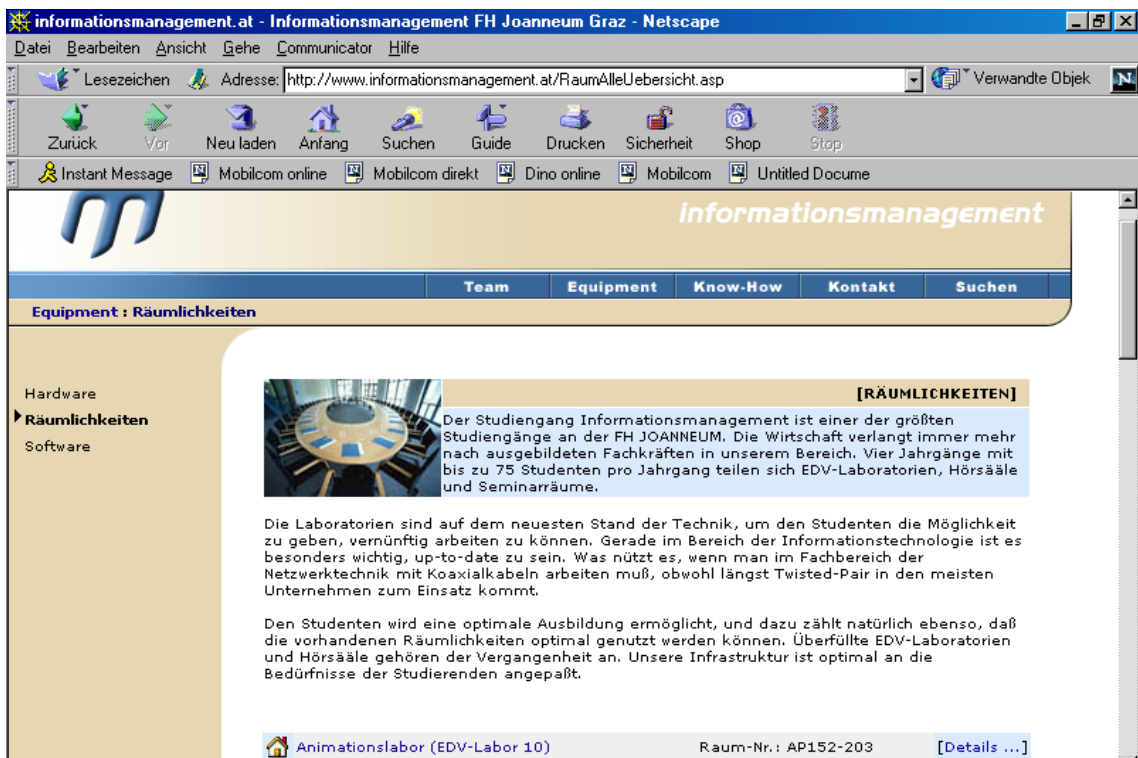 informationsmanagement.at - Informationsmanagement FH Joanneum Graz - Netscape
Datei Bearbeiten Ansicht Gehe Communicator Hilfe
Lesezeichen Adresse: http://www.informationsmanagement.at/RaumAlleUebersicht.asp Verwandte Objek N
Zurück Vor Neu laden Anfang Suchen Guide Drucken Sicherheit Shop Stop
Instant Message Mobilcom online Mobilcom direkt Dino online Mobilcom Untitled Docume
m informationsmanagement
Team Equipment Know-How Kontakt Suchen
Equipment : Räumlichkeiten
Hardware
Räumlichkeiten
Software
[RÄUMLICHKEITEN]
Der Studiengang Informationsmanagement ist einer der größten
Studiengänge an der FH JOANNEUM. Die Wirtschaft verlangt immer mehr
nach ausgebildeten Fachkräften in unserem Bereich. Vier Jahrgänge mit
bis zu 75 Studenten pro Jahrgang teilen sich EDV-Laboratorien, Hörsääle
und Seminarräume.
Die Laboratorien sind auf dem neuesten Stand der Technik, um den Studenten die Möglichkeit
zu geben, vernünftig arbeiten zu können. Gerade im Bereich der Informationstechnologie ist es
besonders wichtig, up-to-date zu sein. Was nützt es, wenn man im Fachbereich der
Netzwerktechnik mit Koaxialkabeln arbeiten muß, obwohl längst Twisted-Pair in den meisten
Unternehmen zum Einsatz kommt.
Den Studenten wird eine optimale Ausbildung ermöglicht, und dazu zählt natürlich ebenso, daß
die vorhandenen Räumlichkeiten optimal genutzt werden können. Überfüllte EDV-Laboratorien
und Hörsääle gehören der Vergangenheit an. Unsere Infrastruktur ist optimal an die
Bedürfnisse der Studierenden angepaßt.
Animationslabor (EDV-Labor 10) Raum-Nr.: AP152-203 [Details ...]